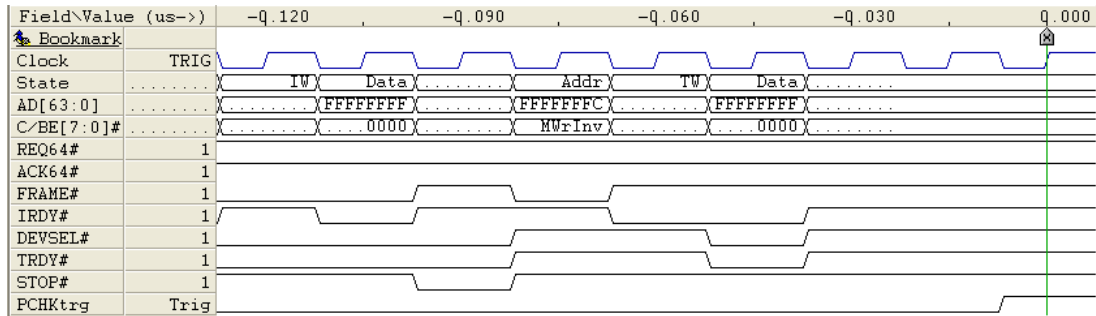 Field\Value (us->) -0.120 -0.090 -0.060 -0.030 0.000
Bookmark
Clock TRIG
State ........ IW Data ........ Addr TW Data ........
AD[63:0] ........ ........ FFFFFFFF ........ FFFFFFFC ........ FFFFFFFF ........
C/BE[7:0]# ........ ........ ....0000 ........ MWrInv ........ ....0000 ........
REQ64# 1
ACK64# 1
FRAME# 1
IRDY# 1
DEVSEL# 1
TRDY# 1
STOP# 1
PCHKtrg Trig